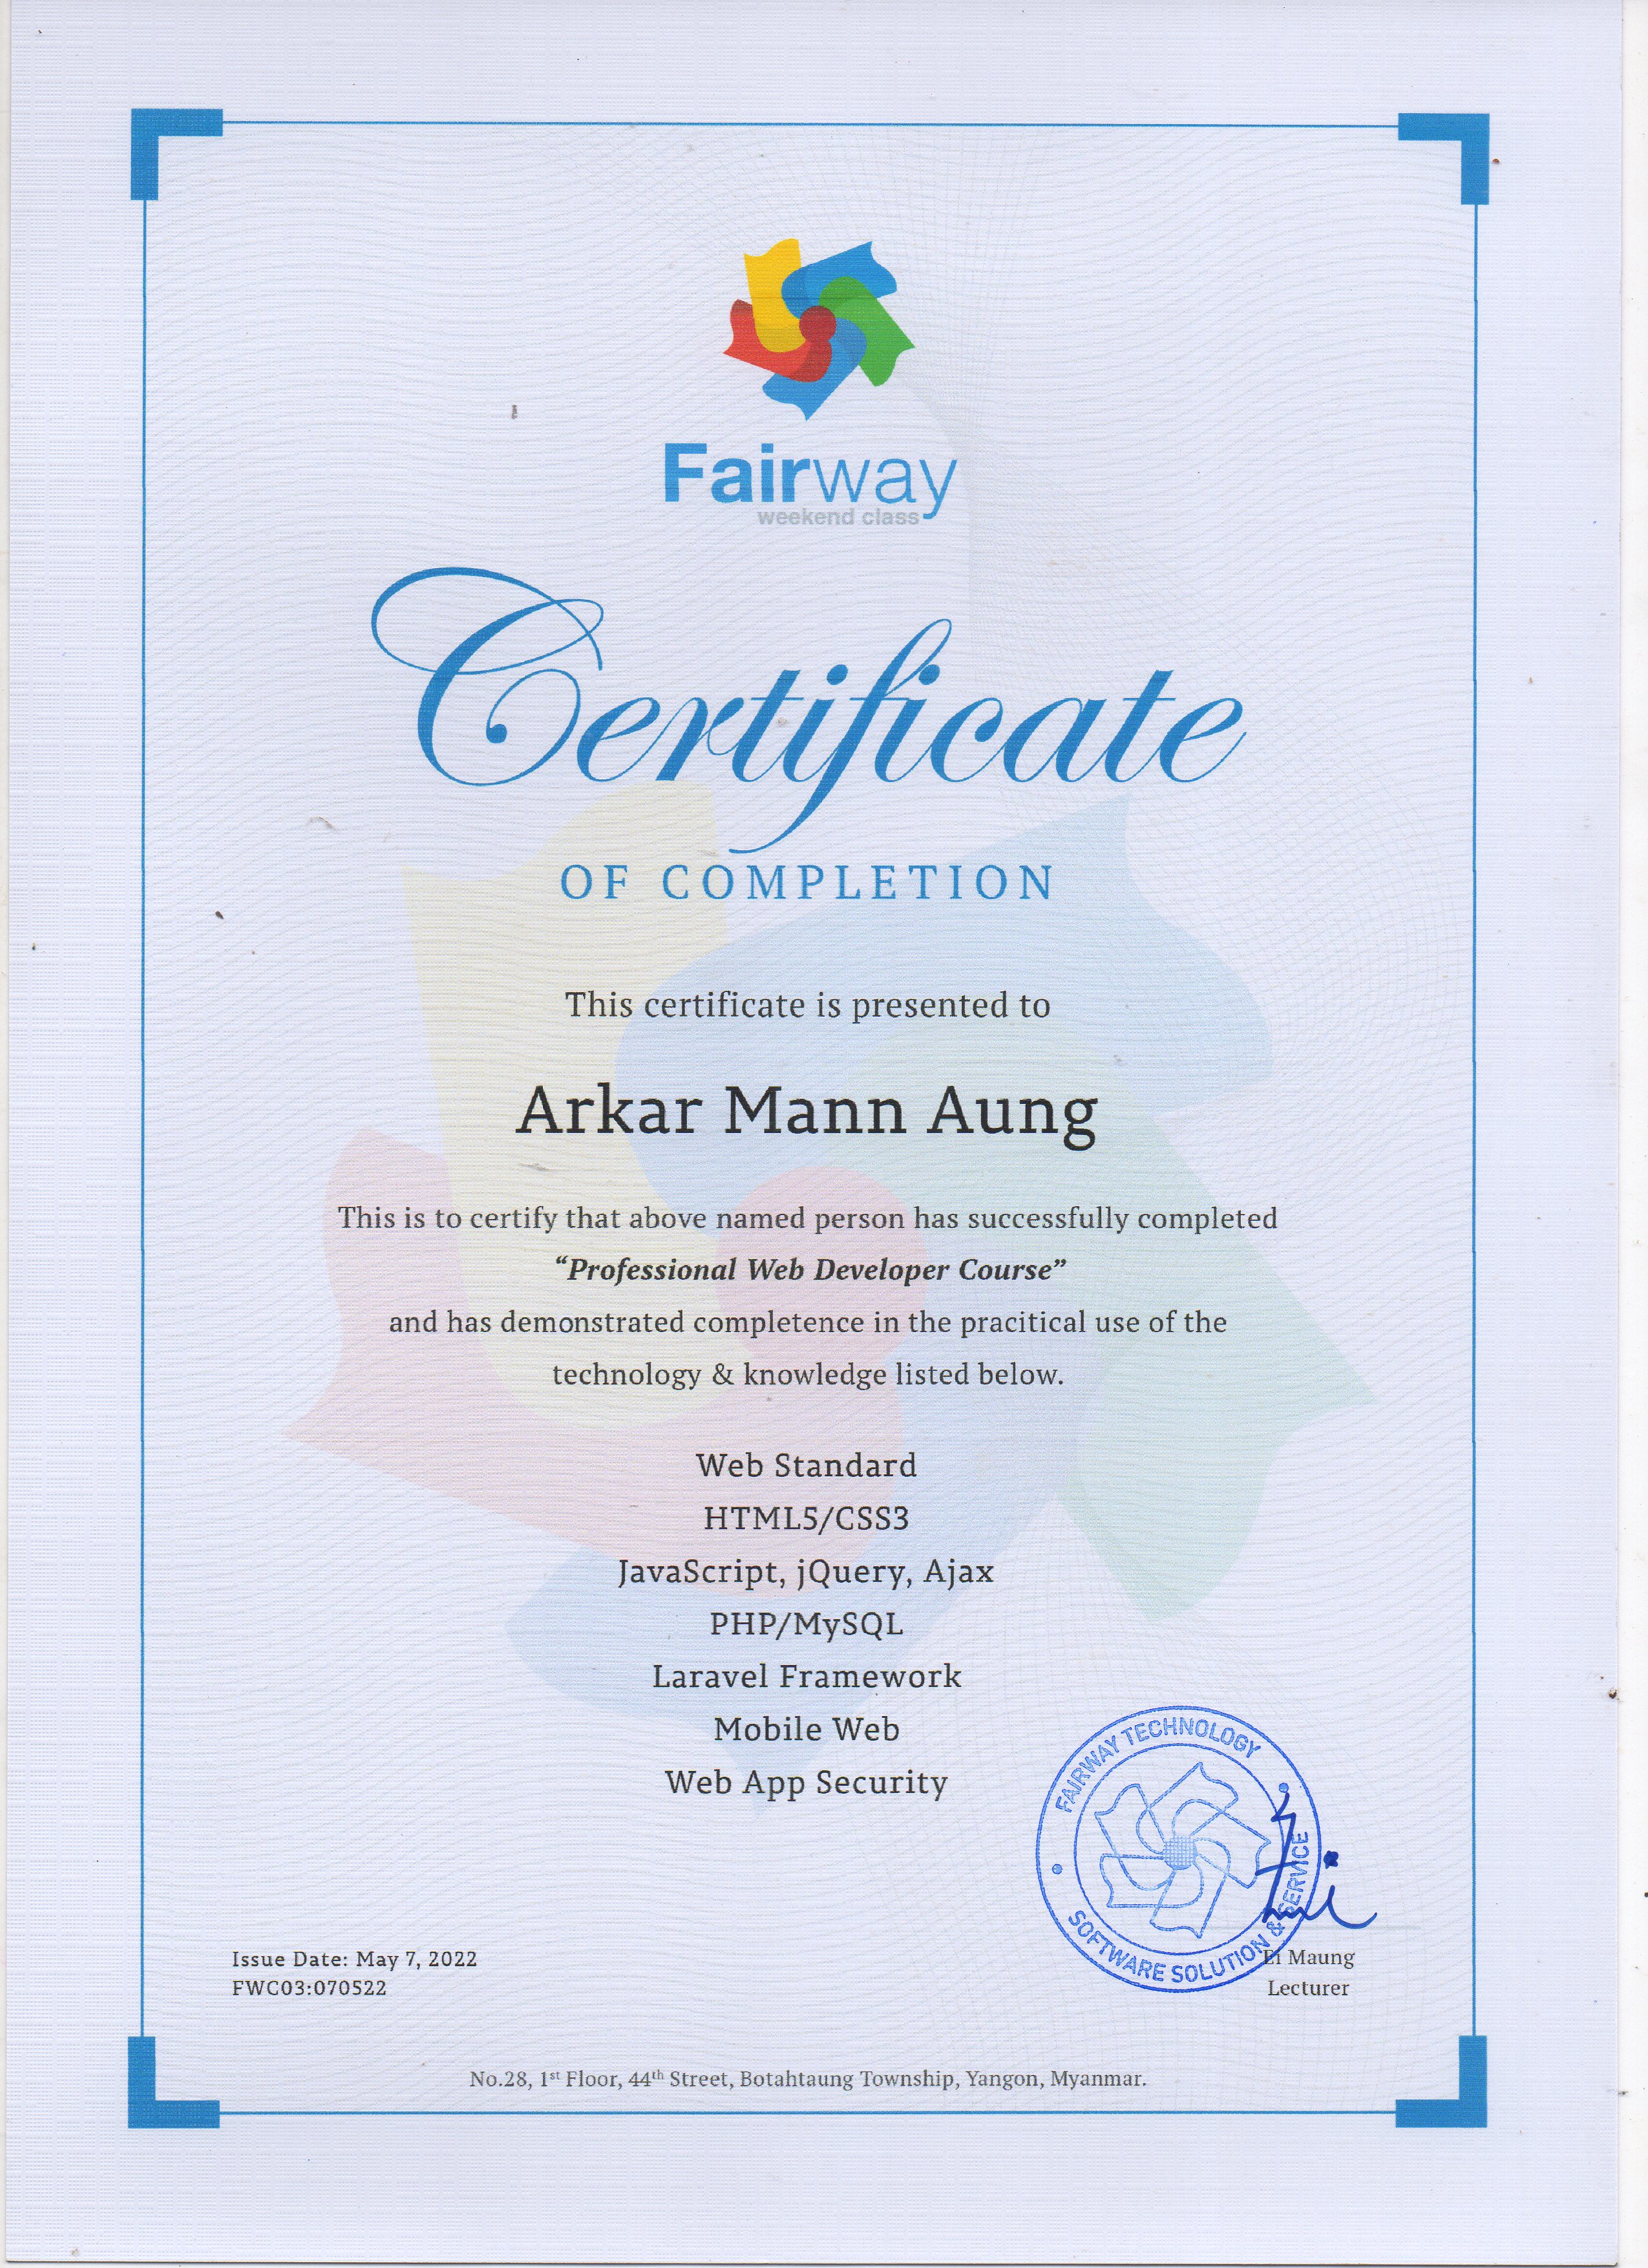 Fairway
weekend class
Certificate
OF COMPLETION
This certificate is presented to
Arkar Mann Aung
This is to certify that above named person has successfully completed
“Professional Web Developer Course”
and has demonstrated completence in the pracitical use of the
technology & knowledge listed below.
Web Standard
HTML5/CSS3
JavaScript, jQuery, Ajax
PHP/MySQL
Laravel Framework
Mobile Web
Web App Security
FAIRWAY TECHNOLOGY
SOFTWARE SOLUTION & SERVICE
Issue Date: May 7, 2022
FWC03:070522
Ei Maung
Lecturer
No.28, 1st Floor, 44th Street, Botahtaung Township, Yangon, Myanmar.